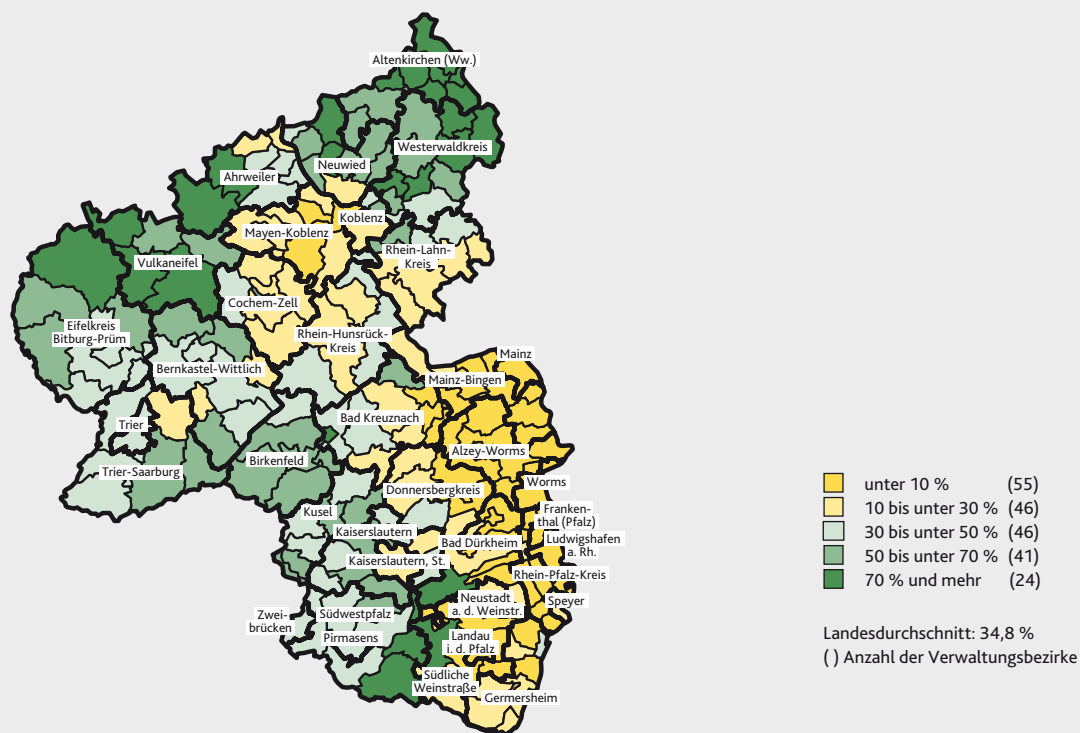 Altenkirchen (Ww.)
Westerwaldkreis
Neuwied
Ahrweiler
Koblenz
Mayen-Koblenz
Rhein-Lahn-
Kreis
Vulkaneifel
Cochem-Zell
Eifelkreis
Bitburg-Prüm
Rhein-Hunsrück-
Kreis
Mainz
Bernkastel-Wittlich
Mainz-Bingen
Trier
Bad Kreuznach
Alzey-Worms
Trier-Saarburg
Birkenfeld
Worms
Donnersbergkreis
Kusel
Franken-
thal (Pfalz)
Kaiserslautern
Bad Dürkheim
Ludwigshafen
a. Rh.
Kaiserslautern, St.
Rhein-Pfalz-Kreis
Neustadt
a. d. Weinstr.
Speyer
Zwei-
brücken
Südwestpfalz
Pirmasens
Landau
i. d. Pfalz
Südliche
Weinstraße
Germersheim
unter 10 % (55)
10 bis unter 30 % (46)
30 bis unter 50 % (46)
50 bis unter 70 % (41)
70 % und mehr (24)
Landesdurchschnitt: 34,8 %
( ) Anzahl der Verwaltungsbezirke